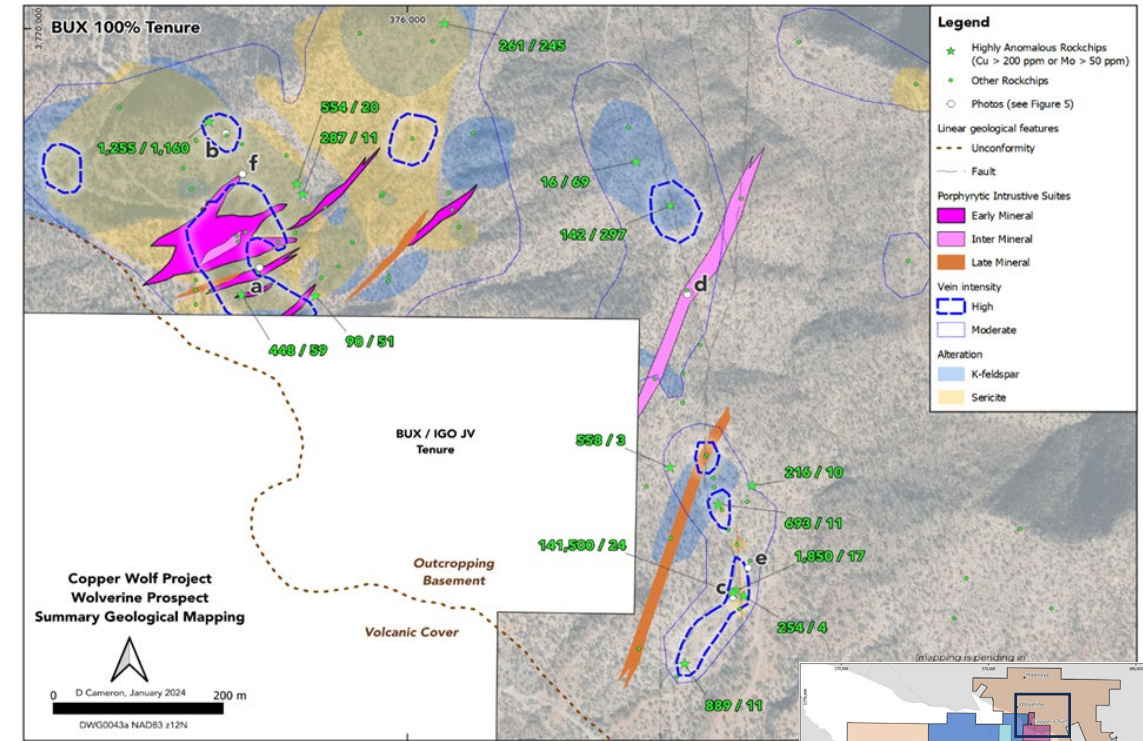 BUX 100% Tenure
3,770,000
376,000
261 / 245
554 / 20
287 / 11
1,255 / 1,160
b
f
16 / 69
142 / 297
a
d
448 / 59
90 / 51
BUX / IGO JV
Tenure
558 / 3
216 / 10
693 / 11
141,500 / 24
1,850 / 17
e
c
254 / 4
889 / 11
Outcropping
Basement
Volcanic Cover
Copper Wolf Project
Wolverine Prospect
Summary Geological Mapping
0
D Cameron, January 2024
200 m
DWG0043a NAD83 z12N
Legend
Highly Anomalous Rockchips
(Cu > 200 ppm or Mo > 50 ppm)
Other Rockchips
Photos (see Figure 5)
Linear geological features
Unconformity
Fault
Porphyrytic Intrusive Suites
Early Mineral
Inter Mineral
Late Mineral
Vein intensity
High
Moderate
Alteration
K-feldspar
Sericite
(mapping is pending in
Wolverine
Copper Chief